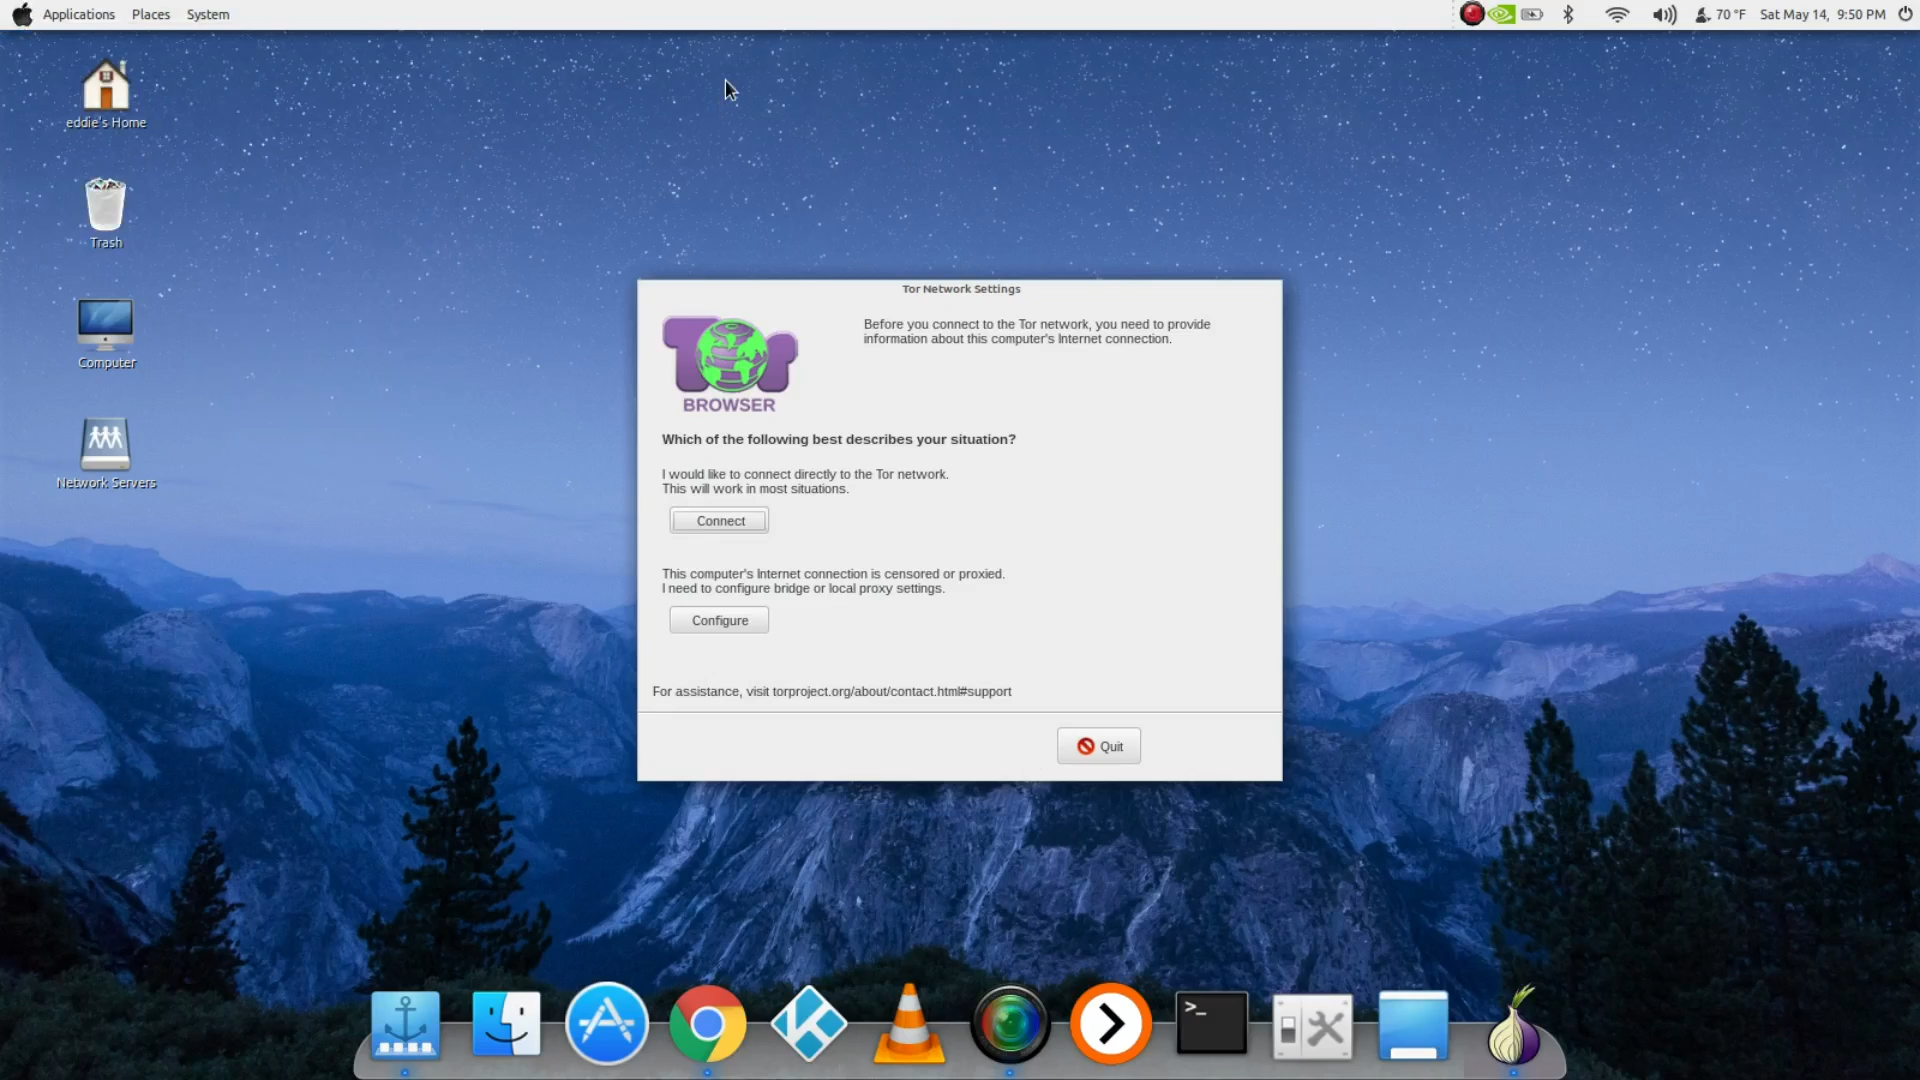 Applications Places System
70 °F Sat May 14, 9:50 PM
eddie's Home
Trash
Computer
Network Servers
Tor Network Settings
Tor
BROWSER
Before you connect to the Tor network, you need to provide
information about this computer's Internet connection.
Which of the following best describes your situation?
I would like to connect directly to the Tor network.
This will work in most situations.
Connect
This computer's Internet connection is censored or proxied.
I need to configure bridge or local proxy settings.
Configure
For assistance, visit torproject.org/about/contact.html#support
Quit
>_